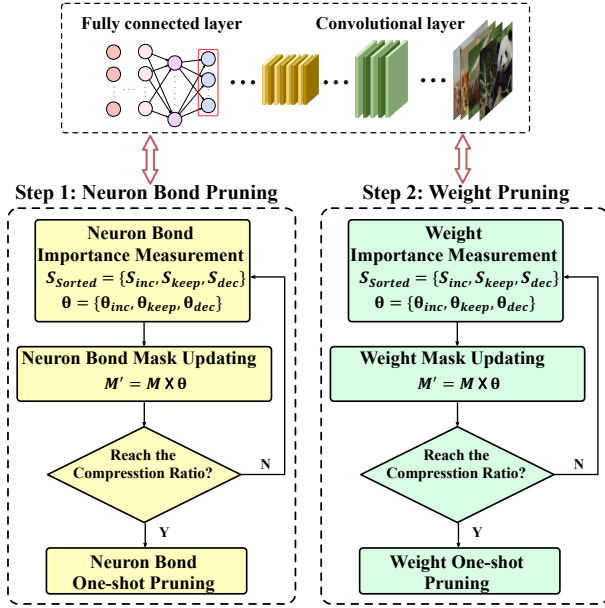 Fully connected layer
Convolutional layer
Step 1: Neuron Bond Pruning
Neuron Bond
Importance Measurement
S_Sorted = {S_inc, S_keep, S_dec}
θ = {θ_inc, θ_keep, θ_dec}
Neuron Bond Mask Updating
M′ = M X θ
Reach the
Compresstion Ratio?
N
Y
Neuron Bond
One-shot Pruning
Step 2: Weight Pruning
Weight
Importance Measurement
S_Sorted = {S_inc, S_keep, S_dec}
θ = {θ_inc, θ_keep, θ_dec}
Weight Mask Updating
M′ = M X θ
Reach the
Compresstion Ratio?
N
Y
Weight One-shot
Pruning